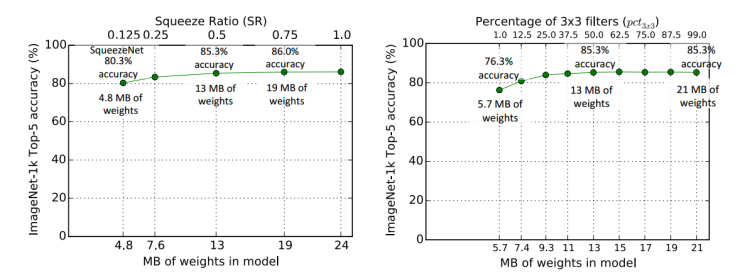 Squeeze Ratio (SR)
0.125 0.25 0.5 0.75 1.0
100
80
60
40
20
0
ImageNet-1k Top-5 accuracy (%)
SqueezeNet
80.3%
accuracy
4.8 MB of
weights
85.3%
accuracy
13 MB of
weights
86.0%
accuracy
19 MB of
weights
4.8 7.6 13 19 24
MB of weights in model
Percentage of 3x3 filters (pct3x3)
1.0 12.5 25.0 37.5 50.0 62.5 75.0 87.5 99.0
100
80
60
40
20
0
ImageNet-1k Top-5 accuracy (%)
76.3%
accuracy
5.7 MB of
weights
85.3%
accuracy
13 MB of
weights
85.3%
accuracy
21 MB of
weights
5.7 7.4 9.3 11 13 15 17 19 21
MB of weights in model